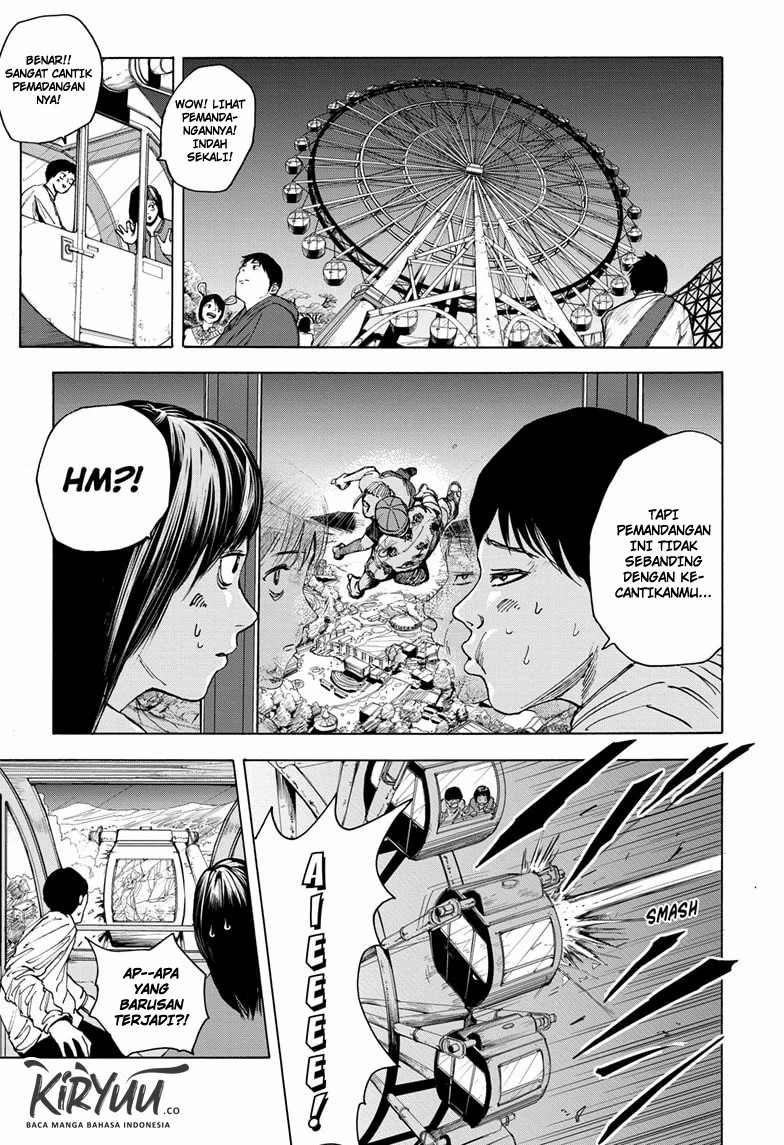 WOW! LIHAT
PEMANDA-
NGANNYA!
INDAH
SEKALI!
BENAR!!
SANGAT CANTIK
PEMADANGAN
NYA!
TAPI
PEMANDANGAN
INI TIDAK
SEBANDING
DENGAN KE-
CANTIKANMU...
HM?!
SMASH
AIEEEE!
AP--APA
YANG
BARUSAN
TERJADI?!
KIRYUU.CO
BACA MANGA BAHASA INDONESIA